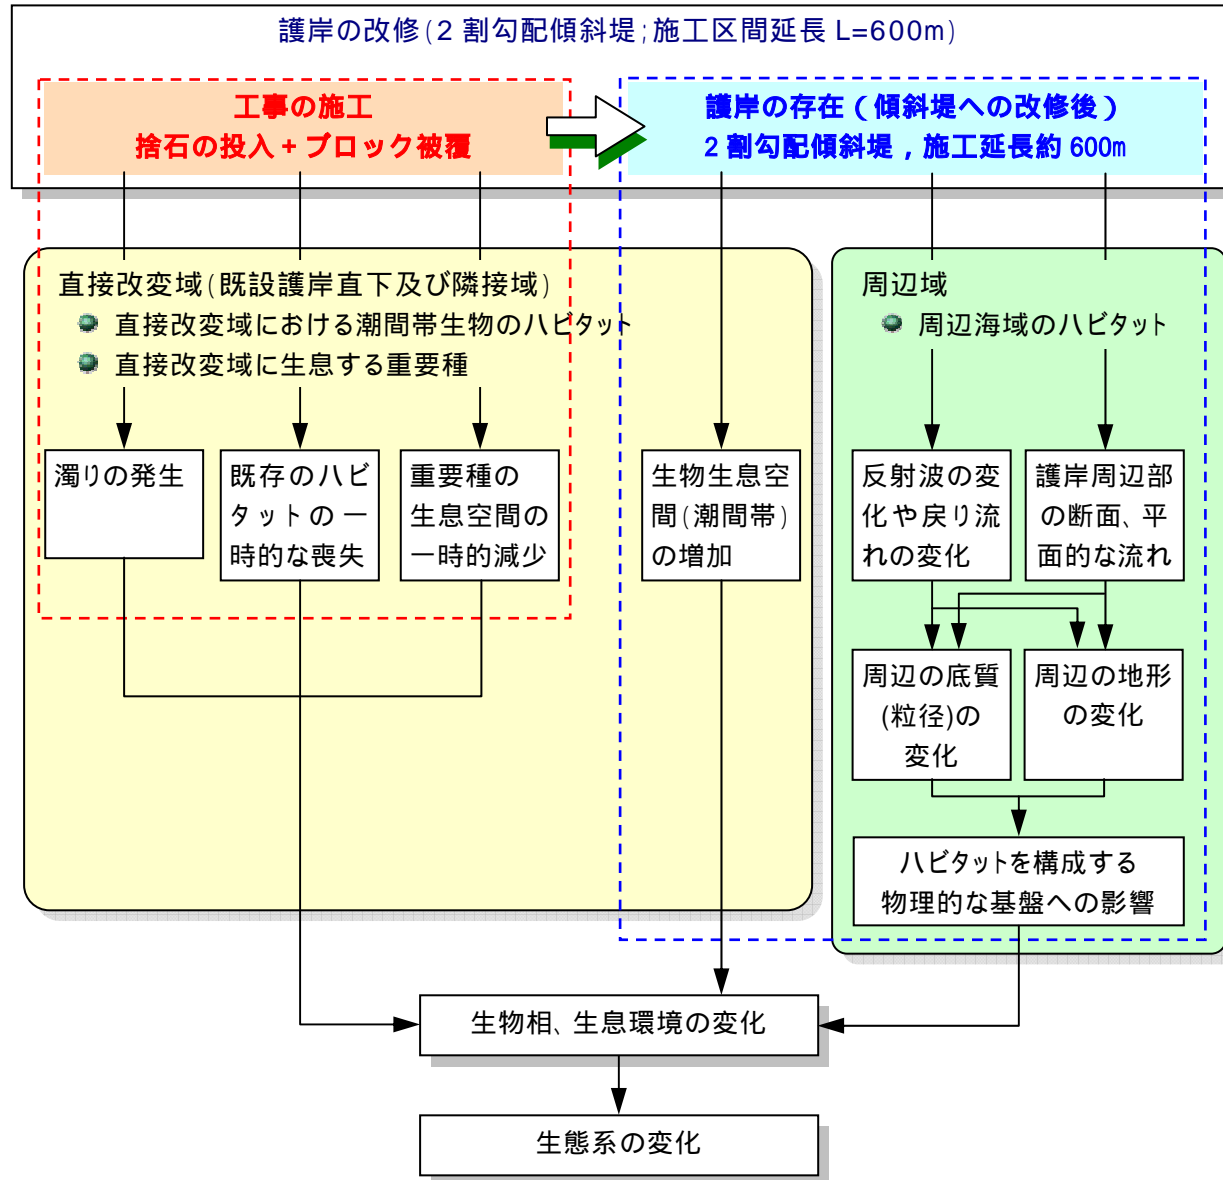 護岸の改修(2 割勾配傾斜堤;施工区間延長 L=600m)
工事の施工
捨石の投入+ブロック被覆
護岸の存在(傾斜堤への改修後)
2 割勾配傾斜堤,施工延長約 600m
直接改変域(既設護岸直下及び隣接域)
直接改変域における潮間帯生物のハビタット
直接改変域に生息する重要種
周辺域
周辺海域のハビタット
濁りの発生
既存のハビ
タットの一
時的な喪失
重要種の
生息空間の
一時的減少
生物生息空
間(潮間帯)
の増加
反射波の変
化や戻り流
れの変化
護岸周辺部
の断面、平
面的な流れ
周辺の底質
(粒径)の
変化
周辺の地形
の変化
ハビタットを構成する
物理的な基盤への影響
生物相、生息環境の変化
生態系の変化